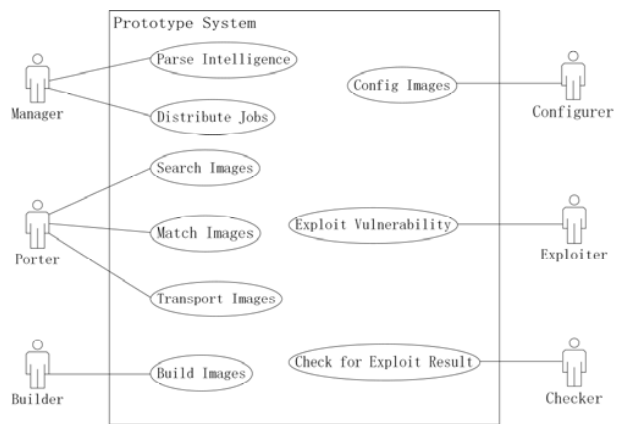 Prototype System
Parse Intelligence
Config Images
Manager
Configurer
Distribute Jobs
Search Images
Match Images
Exploit Vulnerability
Porter
Exploiter
Transport Images
Build Images
Check for Exploit Result
Builder
Checker